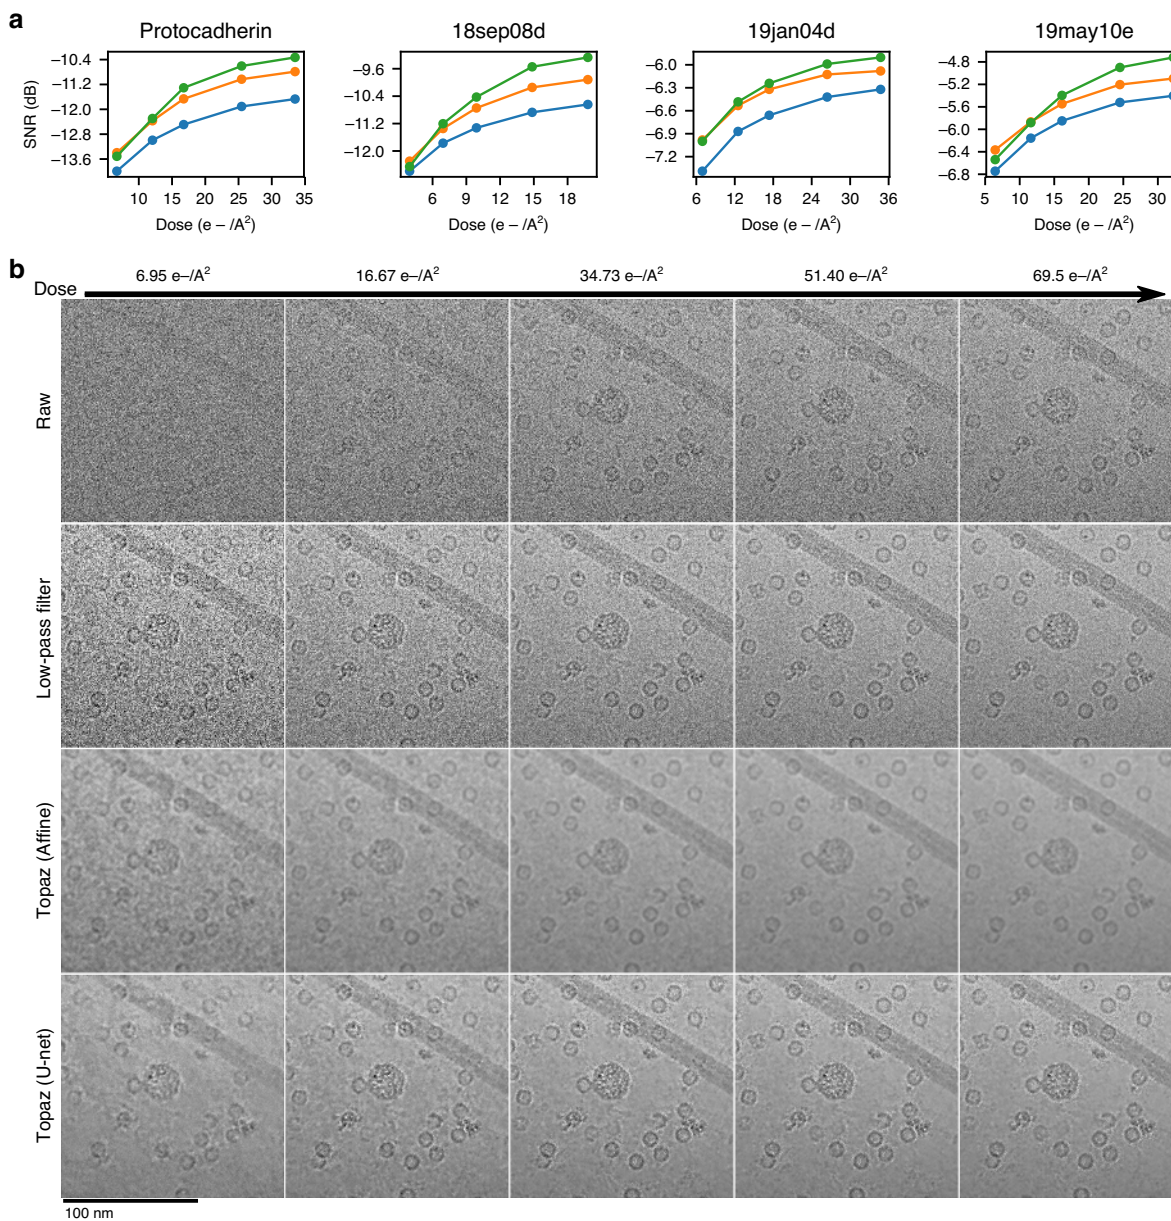 a
Protocadherin
18sep08d
19jan04d
19may10e
SNR (dB)
−10.4
−11.2
−12.0
−12.8
−13.6
10 15 20 25 30 35
Dose (e − /A²)
−9.6
−10.4
−11.2
−12.0
6 9 12 15 18
Dose (e − /A²)
−6.0
−6.3
−6.6
−6.9
−7.2
6 12 18 24 30 36
Dose (e − /A²)
−4.8
−5.2
−5.6
−6.0
−6.4
−6.8
5 10 15 20 25 30
Dose (e − /A²)
b
Dose
6.95 e−/A²
16.67 e−/A²
34.73 e−/A²
51.40 e−/A²
69.5 e−/A²
Raw
Low-pass filter
Topaz (Affine)
Topaz (U-net)
100 nm